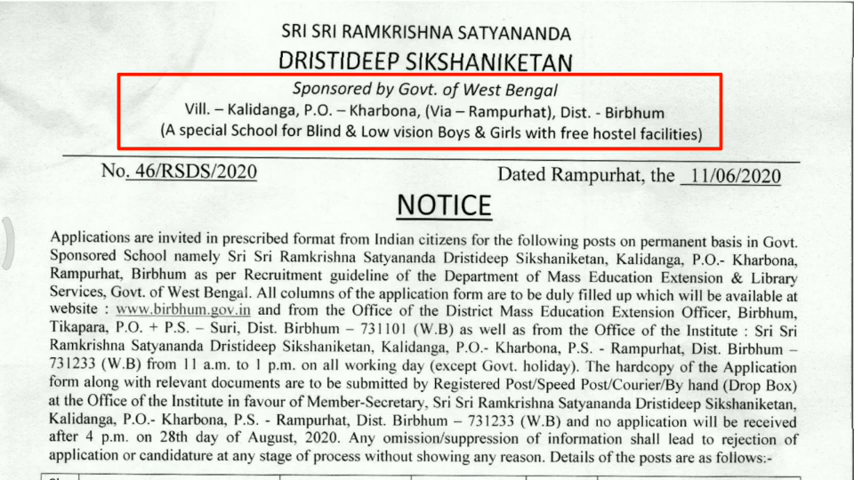 SRI SRI RAMKRISHNA SATYANANDA
DRISTIDEEP SIKSHANIKETAN
Sponsored by Govt. of West Bengal
Vill. – Kalidanga, P.O. – Kharbona, (Via – Rampurhat), Dist. - Birbhum
(A special School for Blind & Low vision Boys & Girls with free hostel facilities)
No. 46/RSDS/2020 Dated Rampurhat, the 11/06/2020
NOTICE
Applications are invited in prescribed format from Indian citizens for the following posts on permanent basis in Govt.
Sponsored School namely Sri Sri Ramkrishna Satyananda Dristideep Sikshaniketan, Kalidanga, P.O.- Kharbona,
Rampurhat, Birbhum as per Recruitment guideline of the Department of Mass Education Extension & Library
Services, Govt. of West Bengal. All columns of the application form are to be duly filled up which will be available at
website : www.birbhum.gov.in and from the Office of the District Mass Education Extension Officer, Birbhum,
Tikapara, P.O. + P.S. – Suri, Dist. Birbhum – 731101 (W.B) as well as from the Office of the Institute : Sri Sri
Ramkrishna Satyananda Dristideep Sikshaniketan, Kalidanga, P.O.- Kharbona, P.S. - Rampurhat, Dist. Birbhum –
731233 (W.B) from 11 a.m. to 1 p.m. on all working day (except Govt. holiday). The hardcopy of the Application
form along with relevant documents are to be submitted by Registered Post/Speed Post/Courier/By hand (Drop Box)
at the Office of the Institute in favour of Member-Secretary, Sri Sri Ramkrishna Satyananda Dristideep Sikshaniketan,
Kalidanga, P.O.- Kharbona, P.S. - Rampurhat, Dist. Birbhum – 731233 (W.B) and no application will be received
after 4 p.m. on 28th day of August, 2020. Any omission/suppression of information shall lead to rejection of
application or candidature at any stage of process without showing any reason. Details of the posts are as follows:-